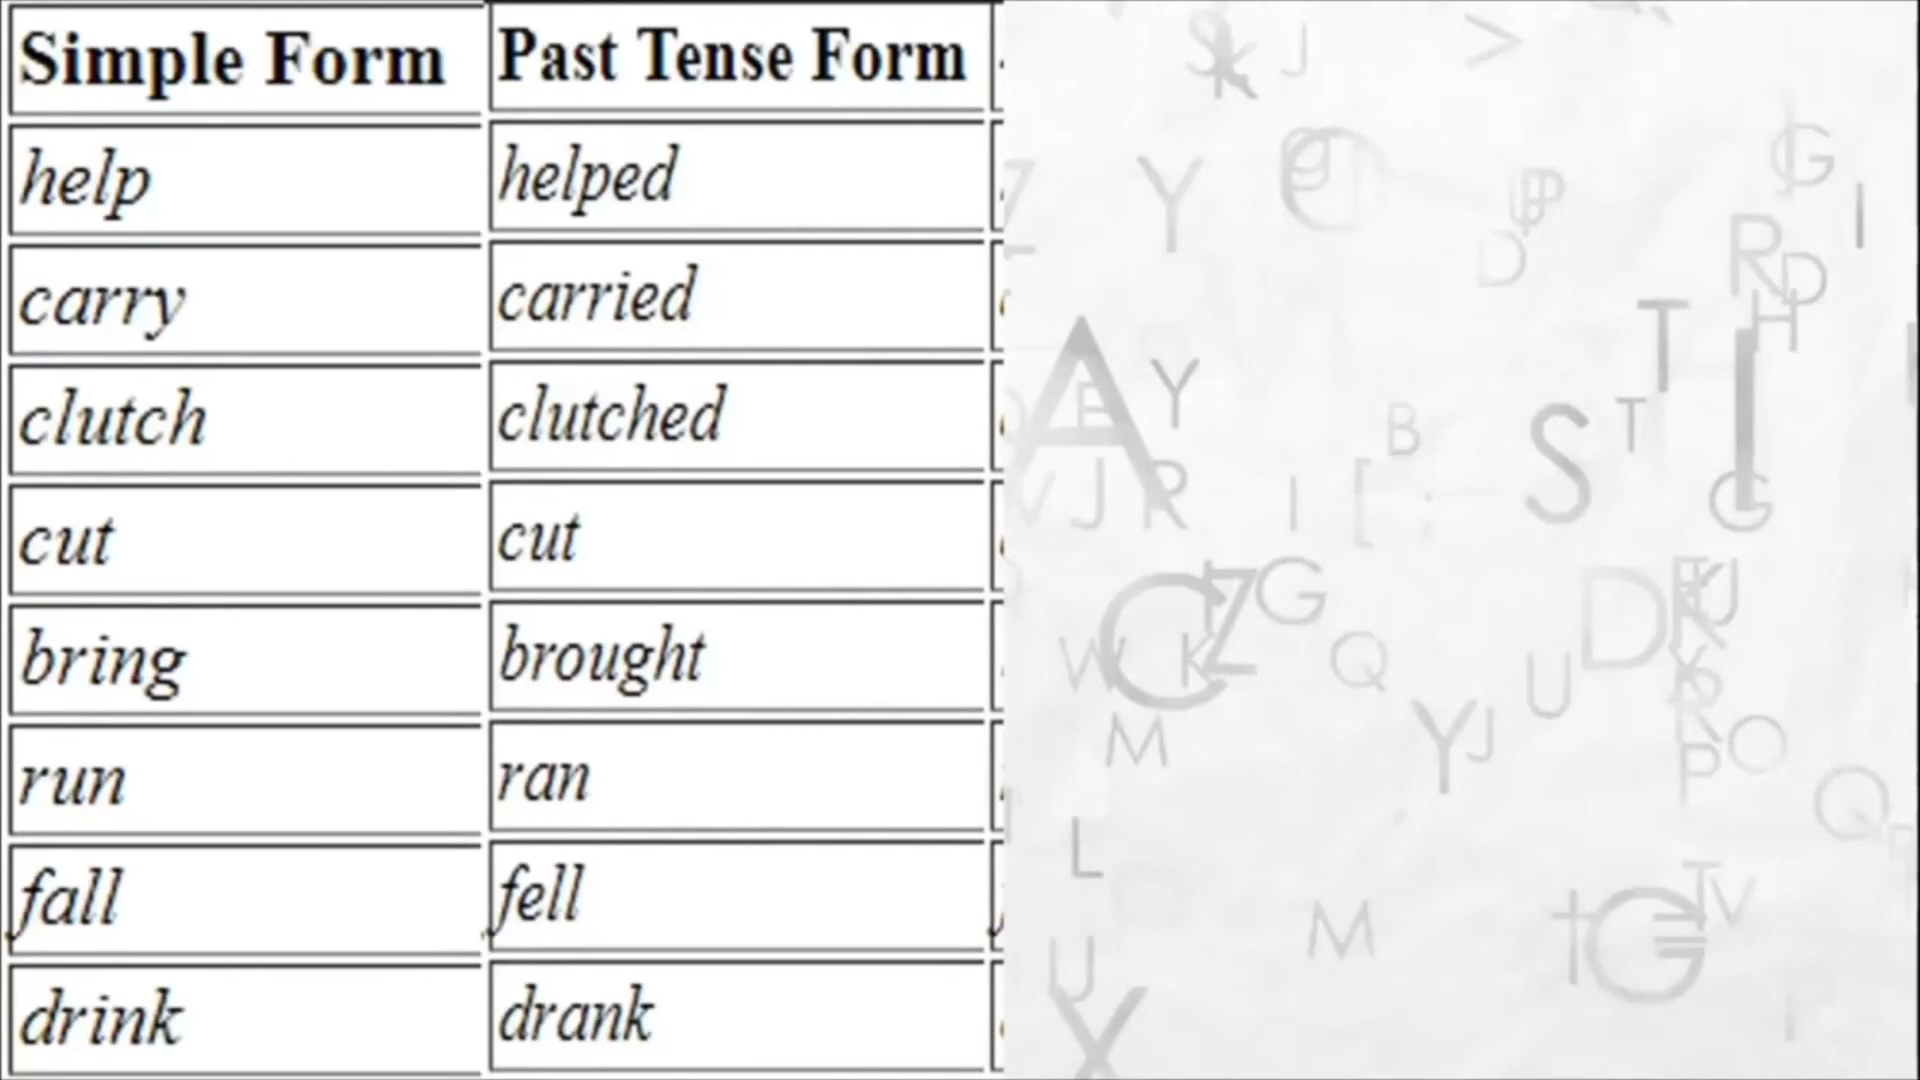 Simple Form Past Tense Form
help helped
carry carried
clutch clutched
cut cut
bring brought
run ran
fall fell
drink drank